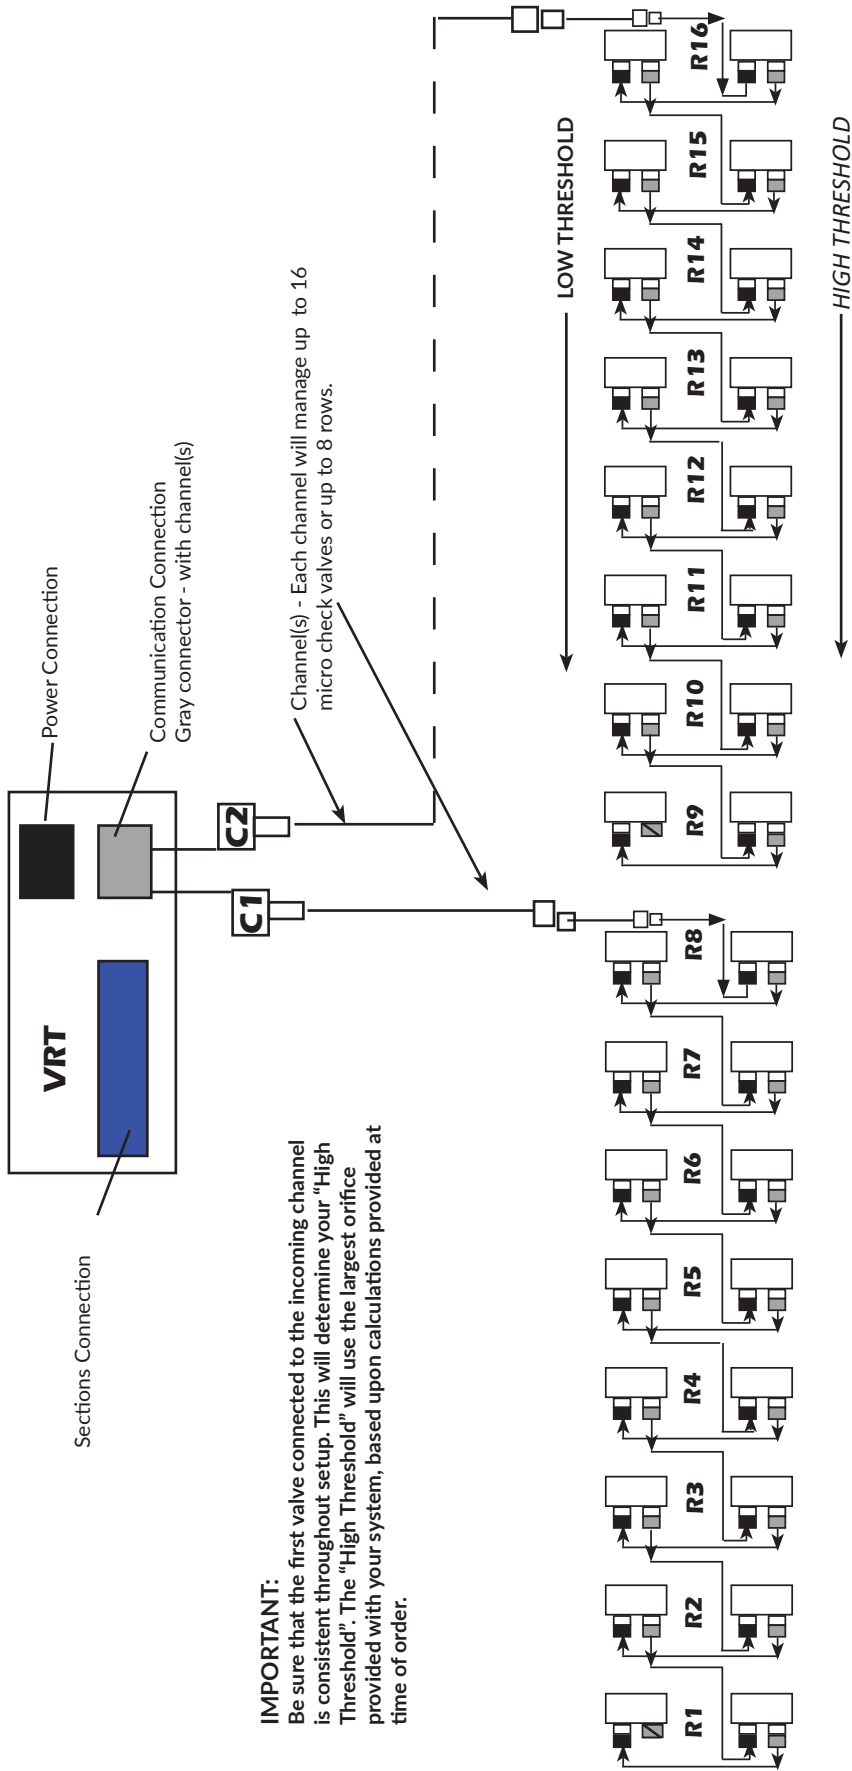 Sections Connection
VRT
Power Connection
Communication Connection
Gray connector - with channel(s)
C1
C2
Channel(s) - Each channel will manage up to 16
micro check valves or up to 8 rows.
IMPORTANT:
Be sure that the first valve connected to the incoming channel
is consistent throughout setup. This will determine your “High
Threshold”. The “High Threshold” will use the largest orifice
provided with your system, based upon calculations provided at
time of order.
LOW THRESHOLD
R1
R2
R3
R4
R5
R6
R7
R8
R9
R10
R11
R12
R13
R14
R15
R16
HIGH THRESHOLD